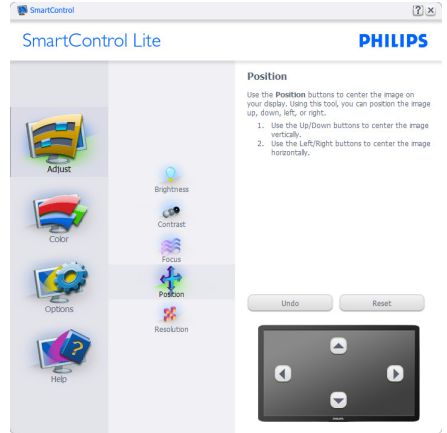 SmartControl
SmartControl Lite
PHILIPS
Adjust
Color
Options
Help
Brightness
Contrast
Focus
Position
Resolution
Position
Use the Position buttons to center the image on
your display. Using this tool, you can position the image
up, down, left, or right.
1. Use the Up/Down buttons to center the image
vertically.
2. Use the Left/Right buttons to center the image
horizontally.
Undo
Reset
PHILIPS